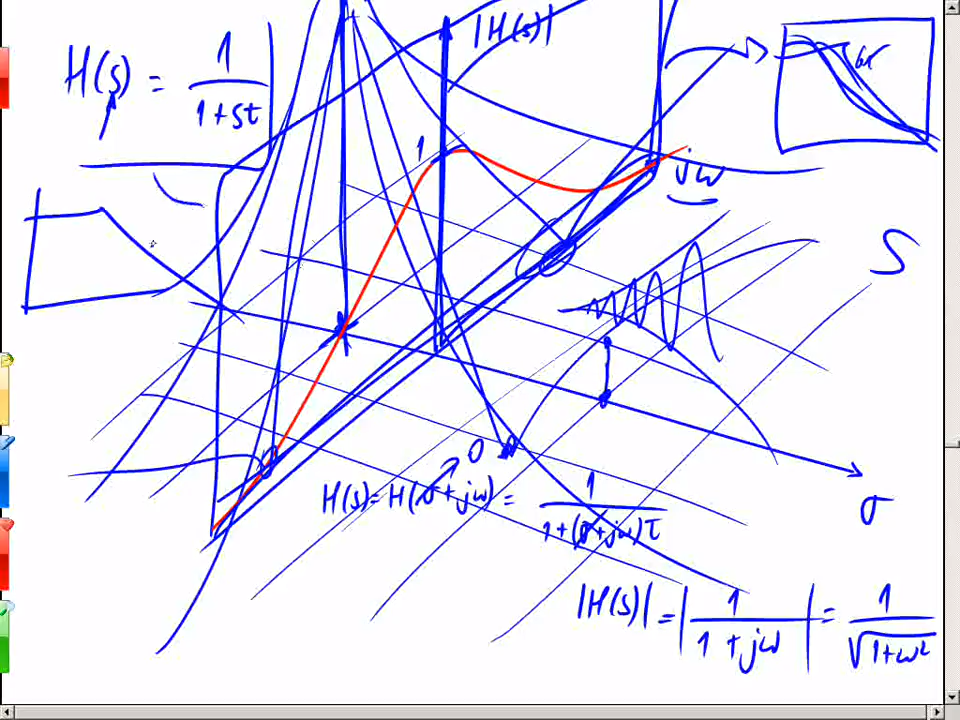 H(s) = 1/(1+sτ)
|H(s)|
1
jω
S
0
H(s) = H(σ+jω) = 1/(1+(σ+jω)τ)
σ
|H(s)| = |1/(1+jω)| = 1/√(1+ω²)